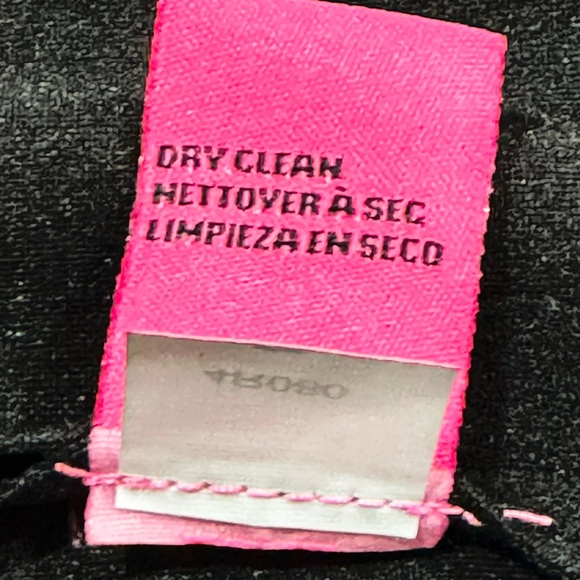 DRY CLEAN
NETTOYER À SEC
LIMPIEZA EN SECO